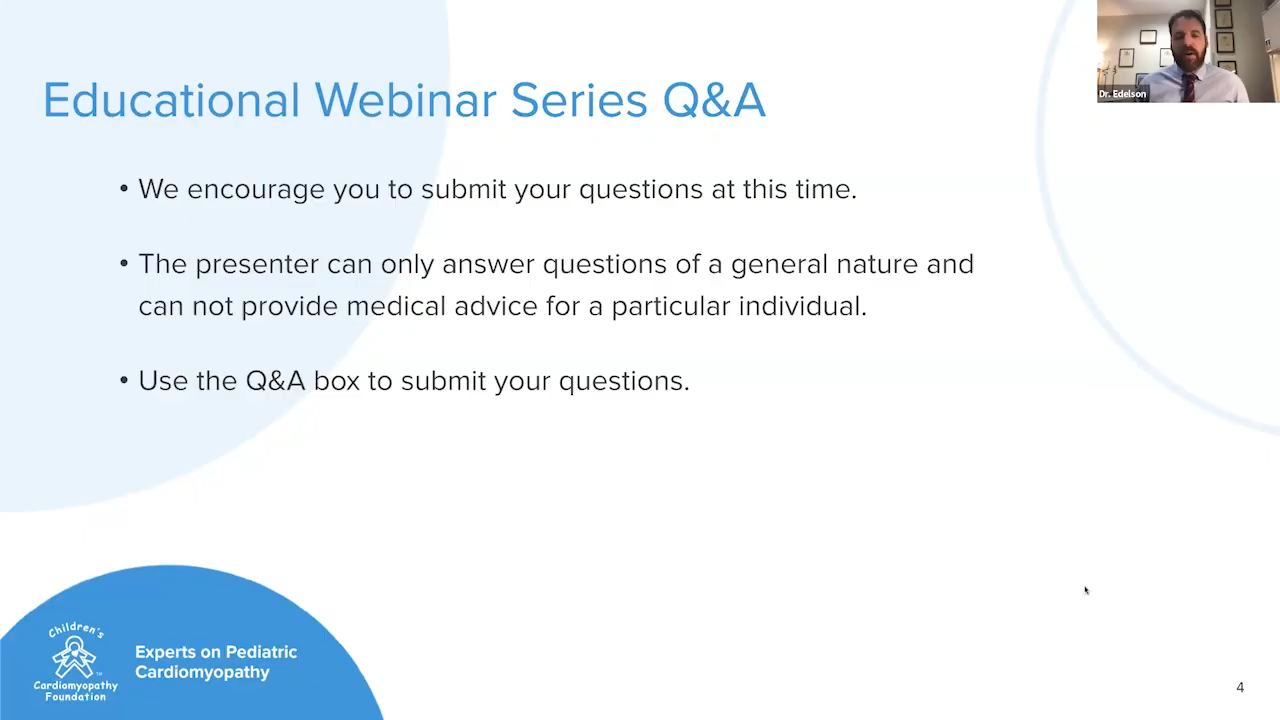 Dr. Edelson
Educational Webinar Series Q&A
• We encourage you to submit your questions at this time.
• The presenter can only answer questions of a general nature and
can not provide medical advice for a particular individual.
• Use the Q&A box to submit your questions.
Children's
Cardiomyopathy
Foundation
TM
Experts on Pediatric
Cardiomyopathy
4